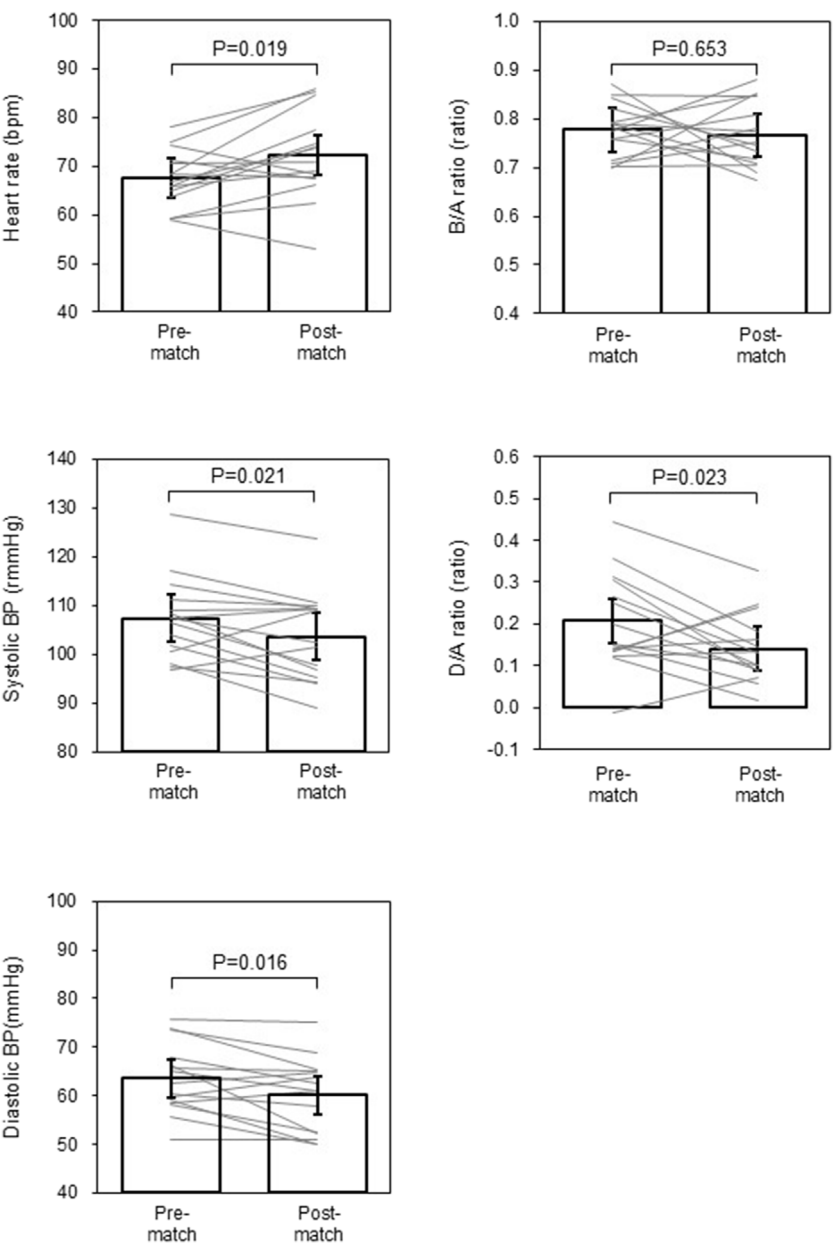 Heart rate (bpm)
100
90
80
70
60
50
40
P=0.019
Pre-
match
Post-
match
B/A ratio (ratio)
1.0
0.9
0.8
0.7
0.6
0.5
0.4
P=0.653
Pre-
match
Post-
match
Systolic BP (rmmHg)
140
130
120
110
100
90
80
P=0.021
Pre-
match
Post-
match
D/A ratio (ratio)
0.6
0.5
0.4
0.3
0.2
0.1
0.0
-0.1
P=0.023
Pre-
match
Post-
match
Diastolic BP(mmHg)
100
90
80
70
60
50
40
P=0.016
Pre-
match
Post-
match